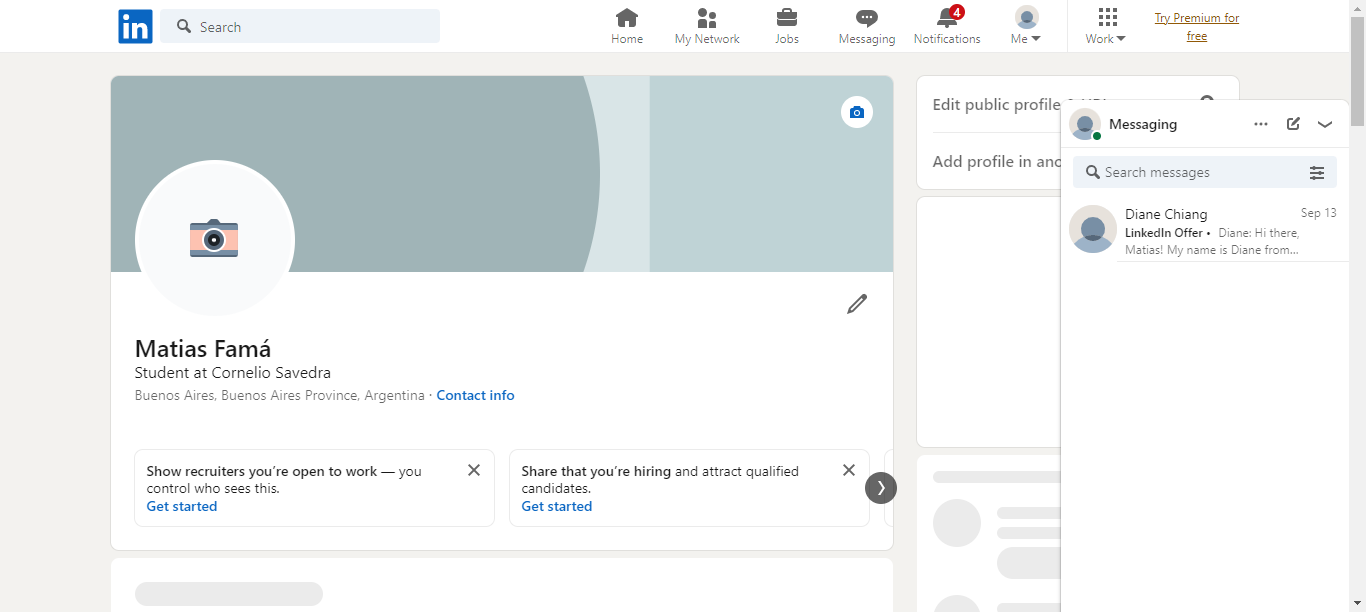 in
Search
Home
My Network
Jobs
Messaging
4
Notifications
Me
Work
Try Premium for
free
Edit public profile
Add profile in
Messaging
Search messages
Diane Chiang
Sep 13
LinkedIn Offer • Diane: Hi there,
Matias! My name is Diane from...
Matias Famá
Student at Cornelio Savedra
Buenos Aires, Buenos Aires Province, Argentina · Contact info
Show recruiters you’re open to work — you
control who sees this.
Get started
Share that you’re hiring and attract qualified
candidates.
Get started